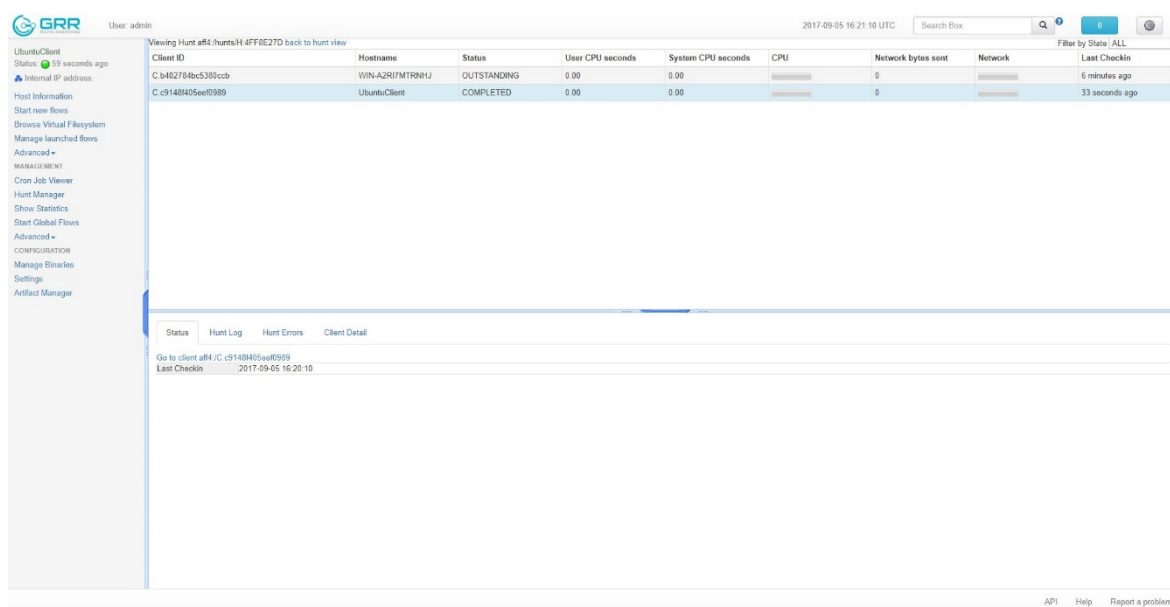 GRR
User: admin
2017-09-05 16:21:10 UTC
Search Box
0
UbuntuClient
Status: 59 seconds ago
Internal IP address.
Host Information
Start new flows
Browse Virtual Filesystem
Manage launched flows
Advanced
MANAGEMENT
Cron Job Viewer
Hunt Manager
Show Statistics
Start Global Flows
Advanced
CONFIGURATION
Manage Binaries
Settings
Artifact Manager
Viewing Hunt aff4:/hunts/H:4FF8E27D back to hunt view
Filter by State ALL
Client ID Hostname Status User CPU seconds System CPU seconds CPU Network bytes sent Network Last Checkin
C.b402784bc5380ccb WIN-A2RI7MTRNHJ OUTSTANDING 0.00 0.00 0 6 minutes ago
C.c9148f405eef0989 UbuntuClient COMPLETED 0.00 0.00 0 33 seconds ago
Status Hunt Log Hunt Errors Client Detail
Go to client aff4:/C.c9148f405eef0989
Last Checkin 2017-09-05 16:20:10
API Help Report a problem